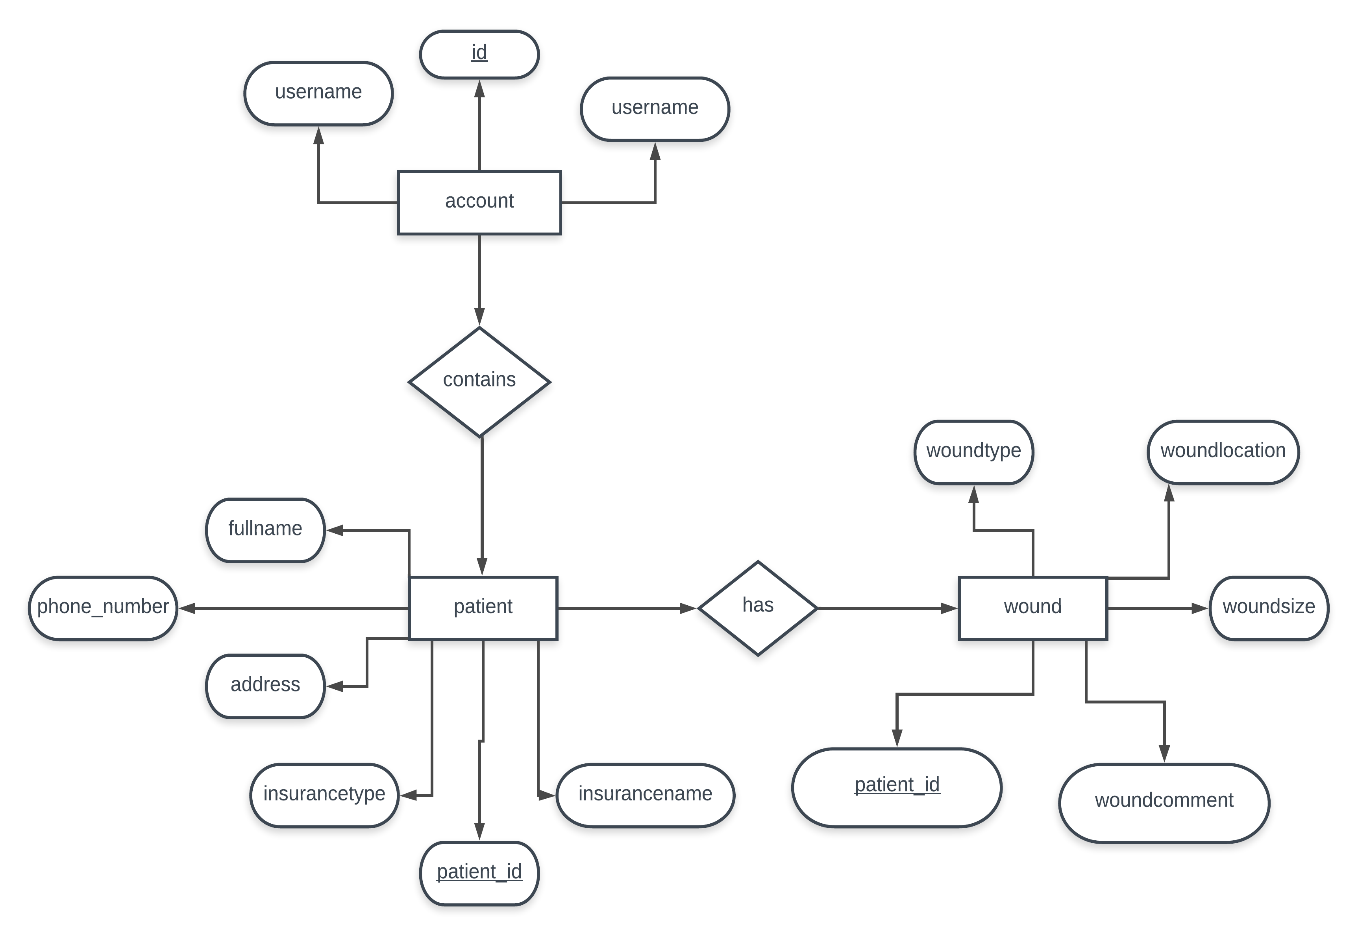 id
username
username
account
contains
woundtype
woundlocation
fullname
phone_number
patient
has
wound
woundsize
address
insurancetype
insurancename
patient_id
woundcomment
patient_id